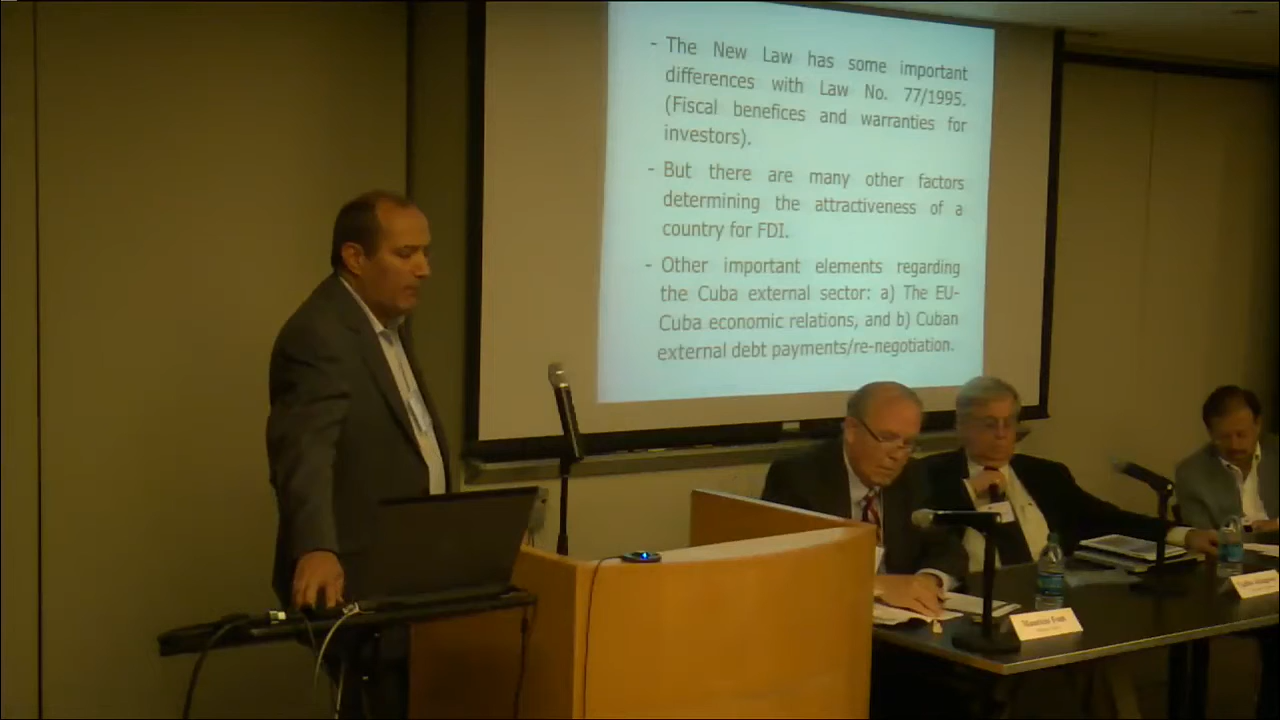 - The New Law has some important
differences with Law No. 77/1995.
(Fiscal benefices and warranties for
investors).
- But there are many other factors
determining the attractiveness of a
country for FDI.
- Other important elements regarding
the Cuba external sector: a) The EU-
Cuba economic relations, and b) Cuban
external debt payments/re-negotiation.